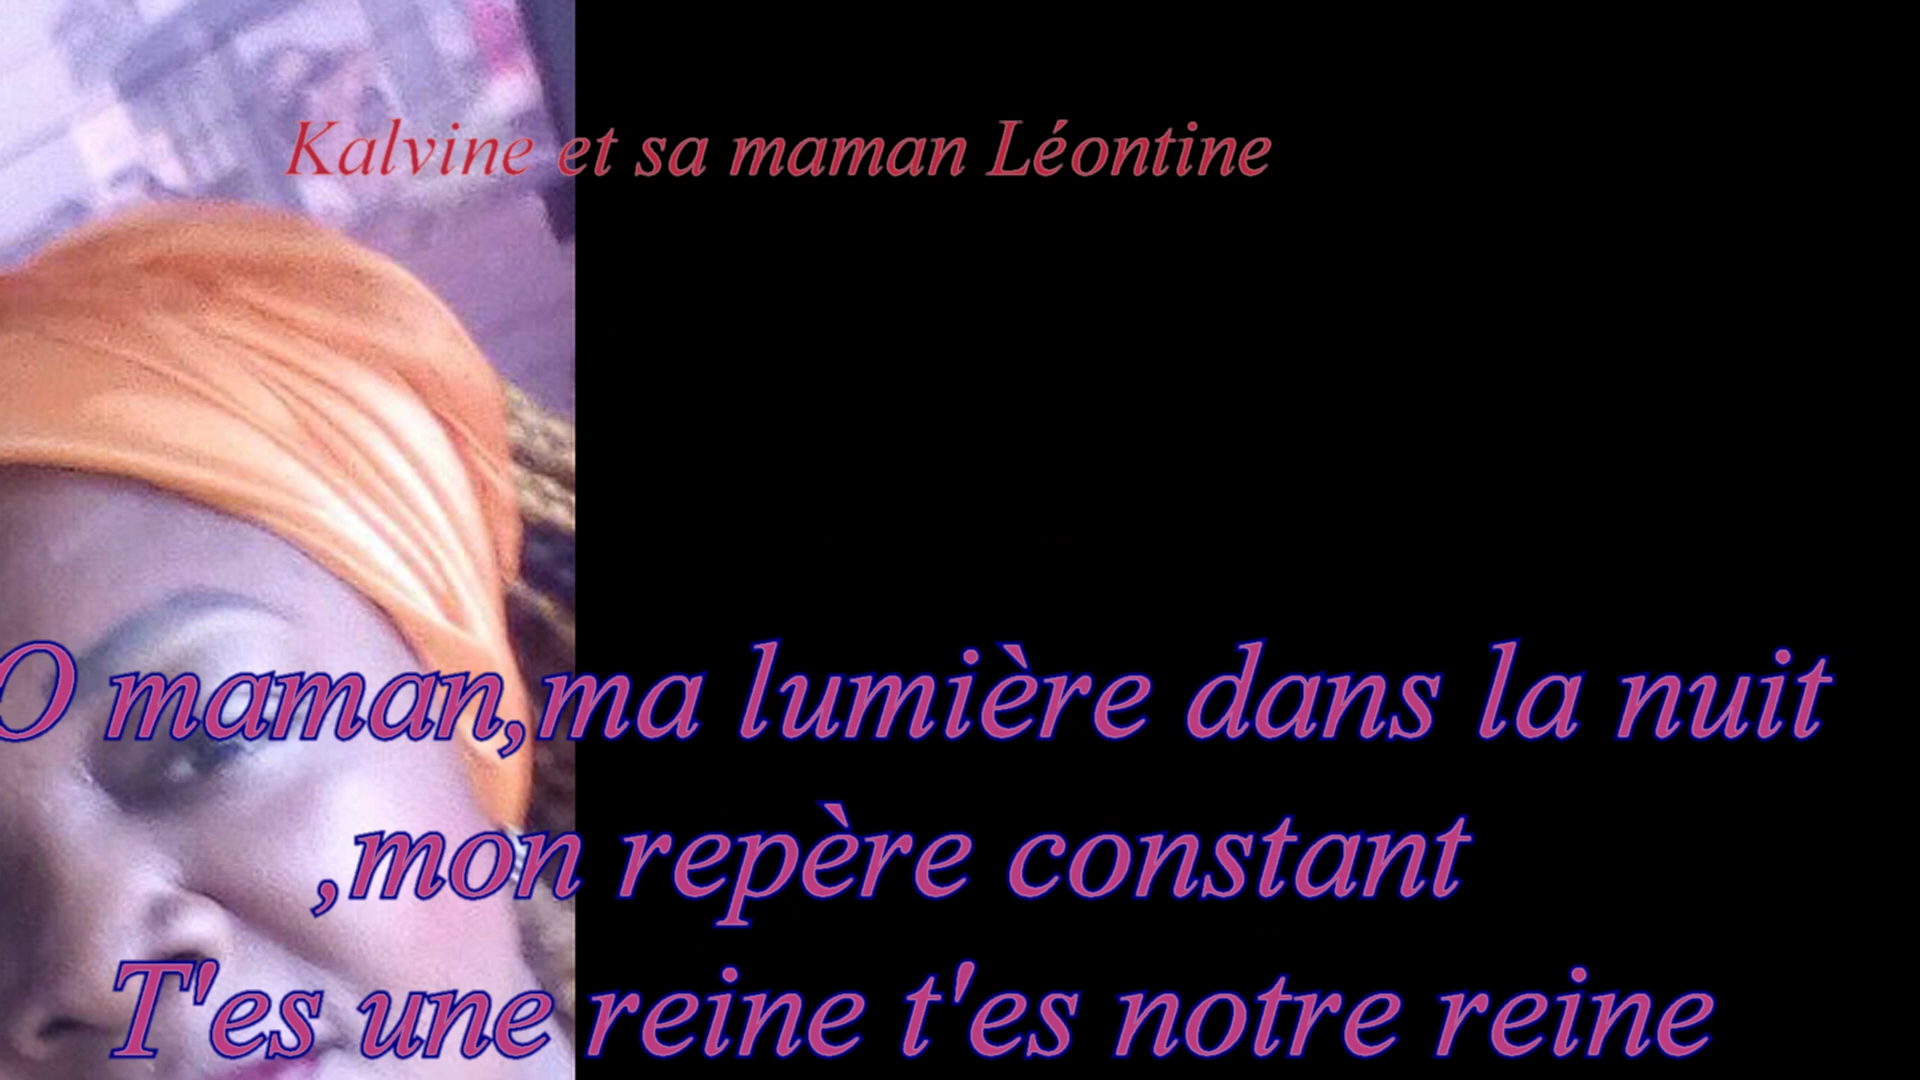 Kalvine et sa maman Léontine
O maman,ma lumière dans la nuit
,mon repère constant
T'es une reine t'es notre reine